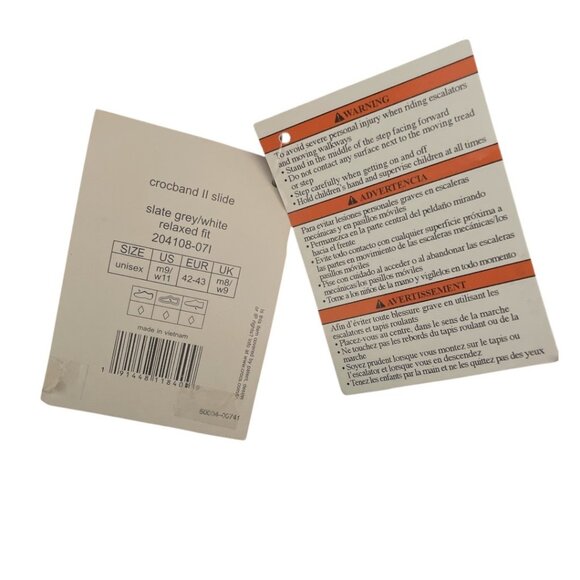 crocband II slide
slate grey/white
relaxed fit
204108-07I
SIZE US EUR UK
unisex m9/w11 42-43 m8/w9
made in vietnam
1 91448 11840
60004-00741
WARNING
To avoid severe personal injury when riding escalators
and moving walkways
• Stand in the middle of the step facing forward
• Do not contact any surface next to the moving tread
or step
• Step carefully when getting on and off
• Hold children's hand and supervise children at all times
ADVERTENCIA
Para evitar lesiones personales graves en escaleras
mecánicas y en pasillos móviles
• Permanezca en la parte central del peldaño mirando
hacia el frente
• Evite todo contacto con cualquier superficie próxima a
las partes en movimiento de las escaleras mecánicas/los
pasillos móviles
• Pise con cuidado al acceder o al abandonar las escaleras
mecánicas/los pasillos móviles
• Tome a los niños de la mano y vigílelos en todo momento
AVERTISSEMENT
Afin d'éviter toute blessure grave en utilisant les
escalators et tapis roulants
• Placez-vous au centre, dans le sens de la marche
• Ne touchez pas les rebords du tapis roulant ou de la
marche
• Soyez prudent lorsque vous montez sur le tapis ou
l'escalator et lorsque vous en descendez
• Tenez les enfants par la main et ne les quittez pas des yeux